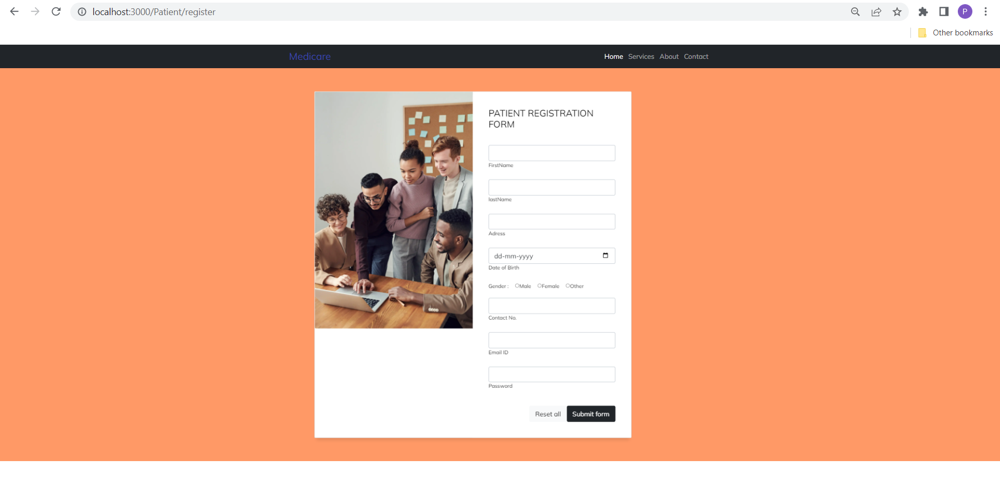 localhost:3000/Patient/register
P
Other bookmarks
Medicare
Home Services About Contact
PATIENT REGISTRATION
FORM
FirstName
lastName
Adress
dd-mm-yyyy
Date of Birth
Gender : Male Female Other
Contact No.
Email ID
Password
Reset all Submit form